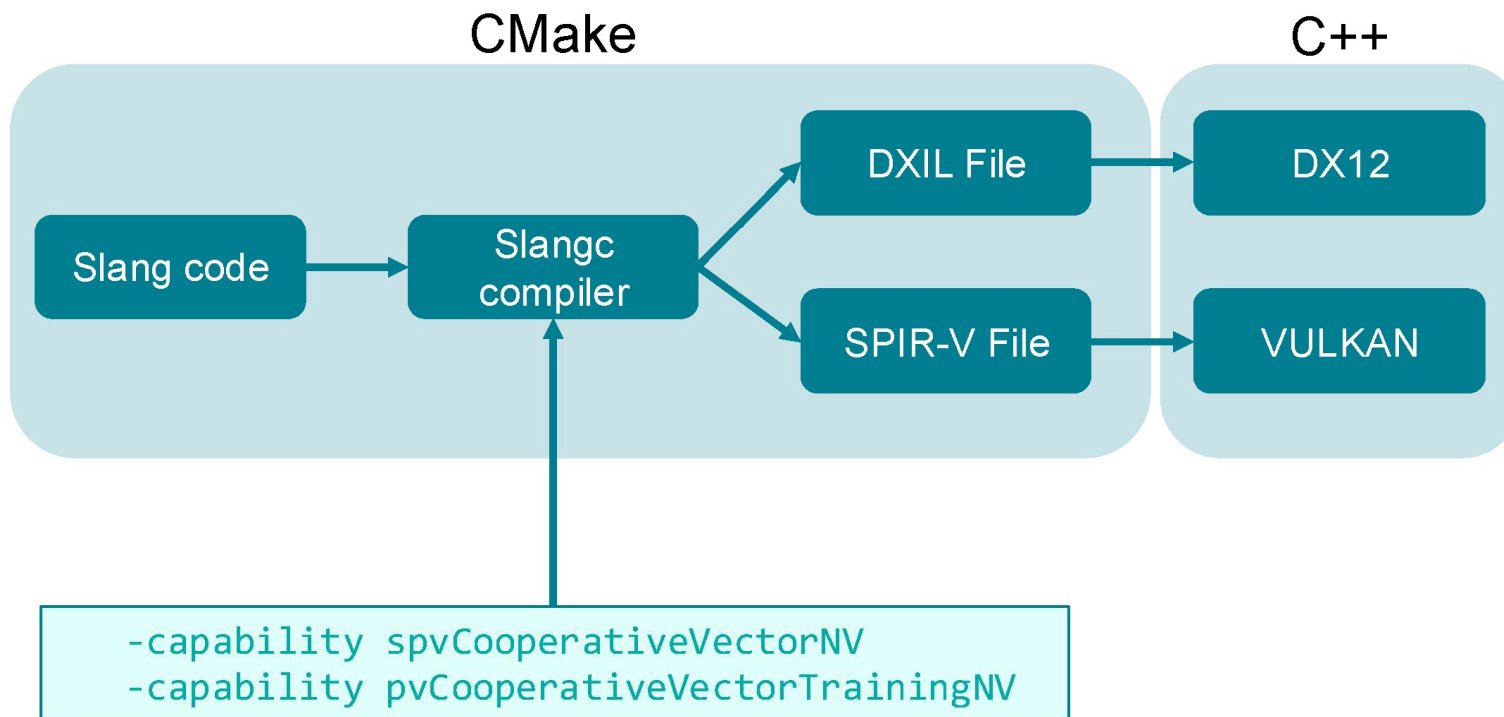 CMake
C++
Slang code
Slangc
compiler
DXIL File
DX12
SPIR-V File
VULKAN
-capability spvCooperativeVectorNV
-capability pvCooperativeVectorTrainingNV